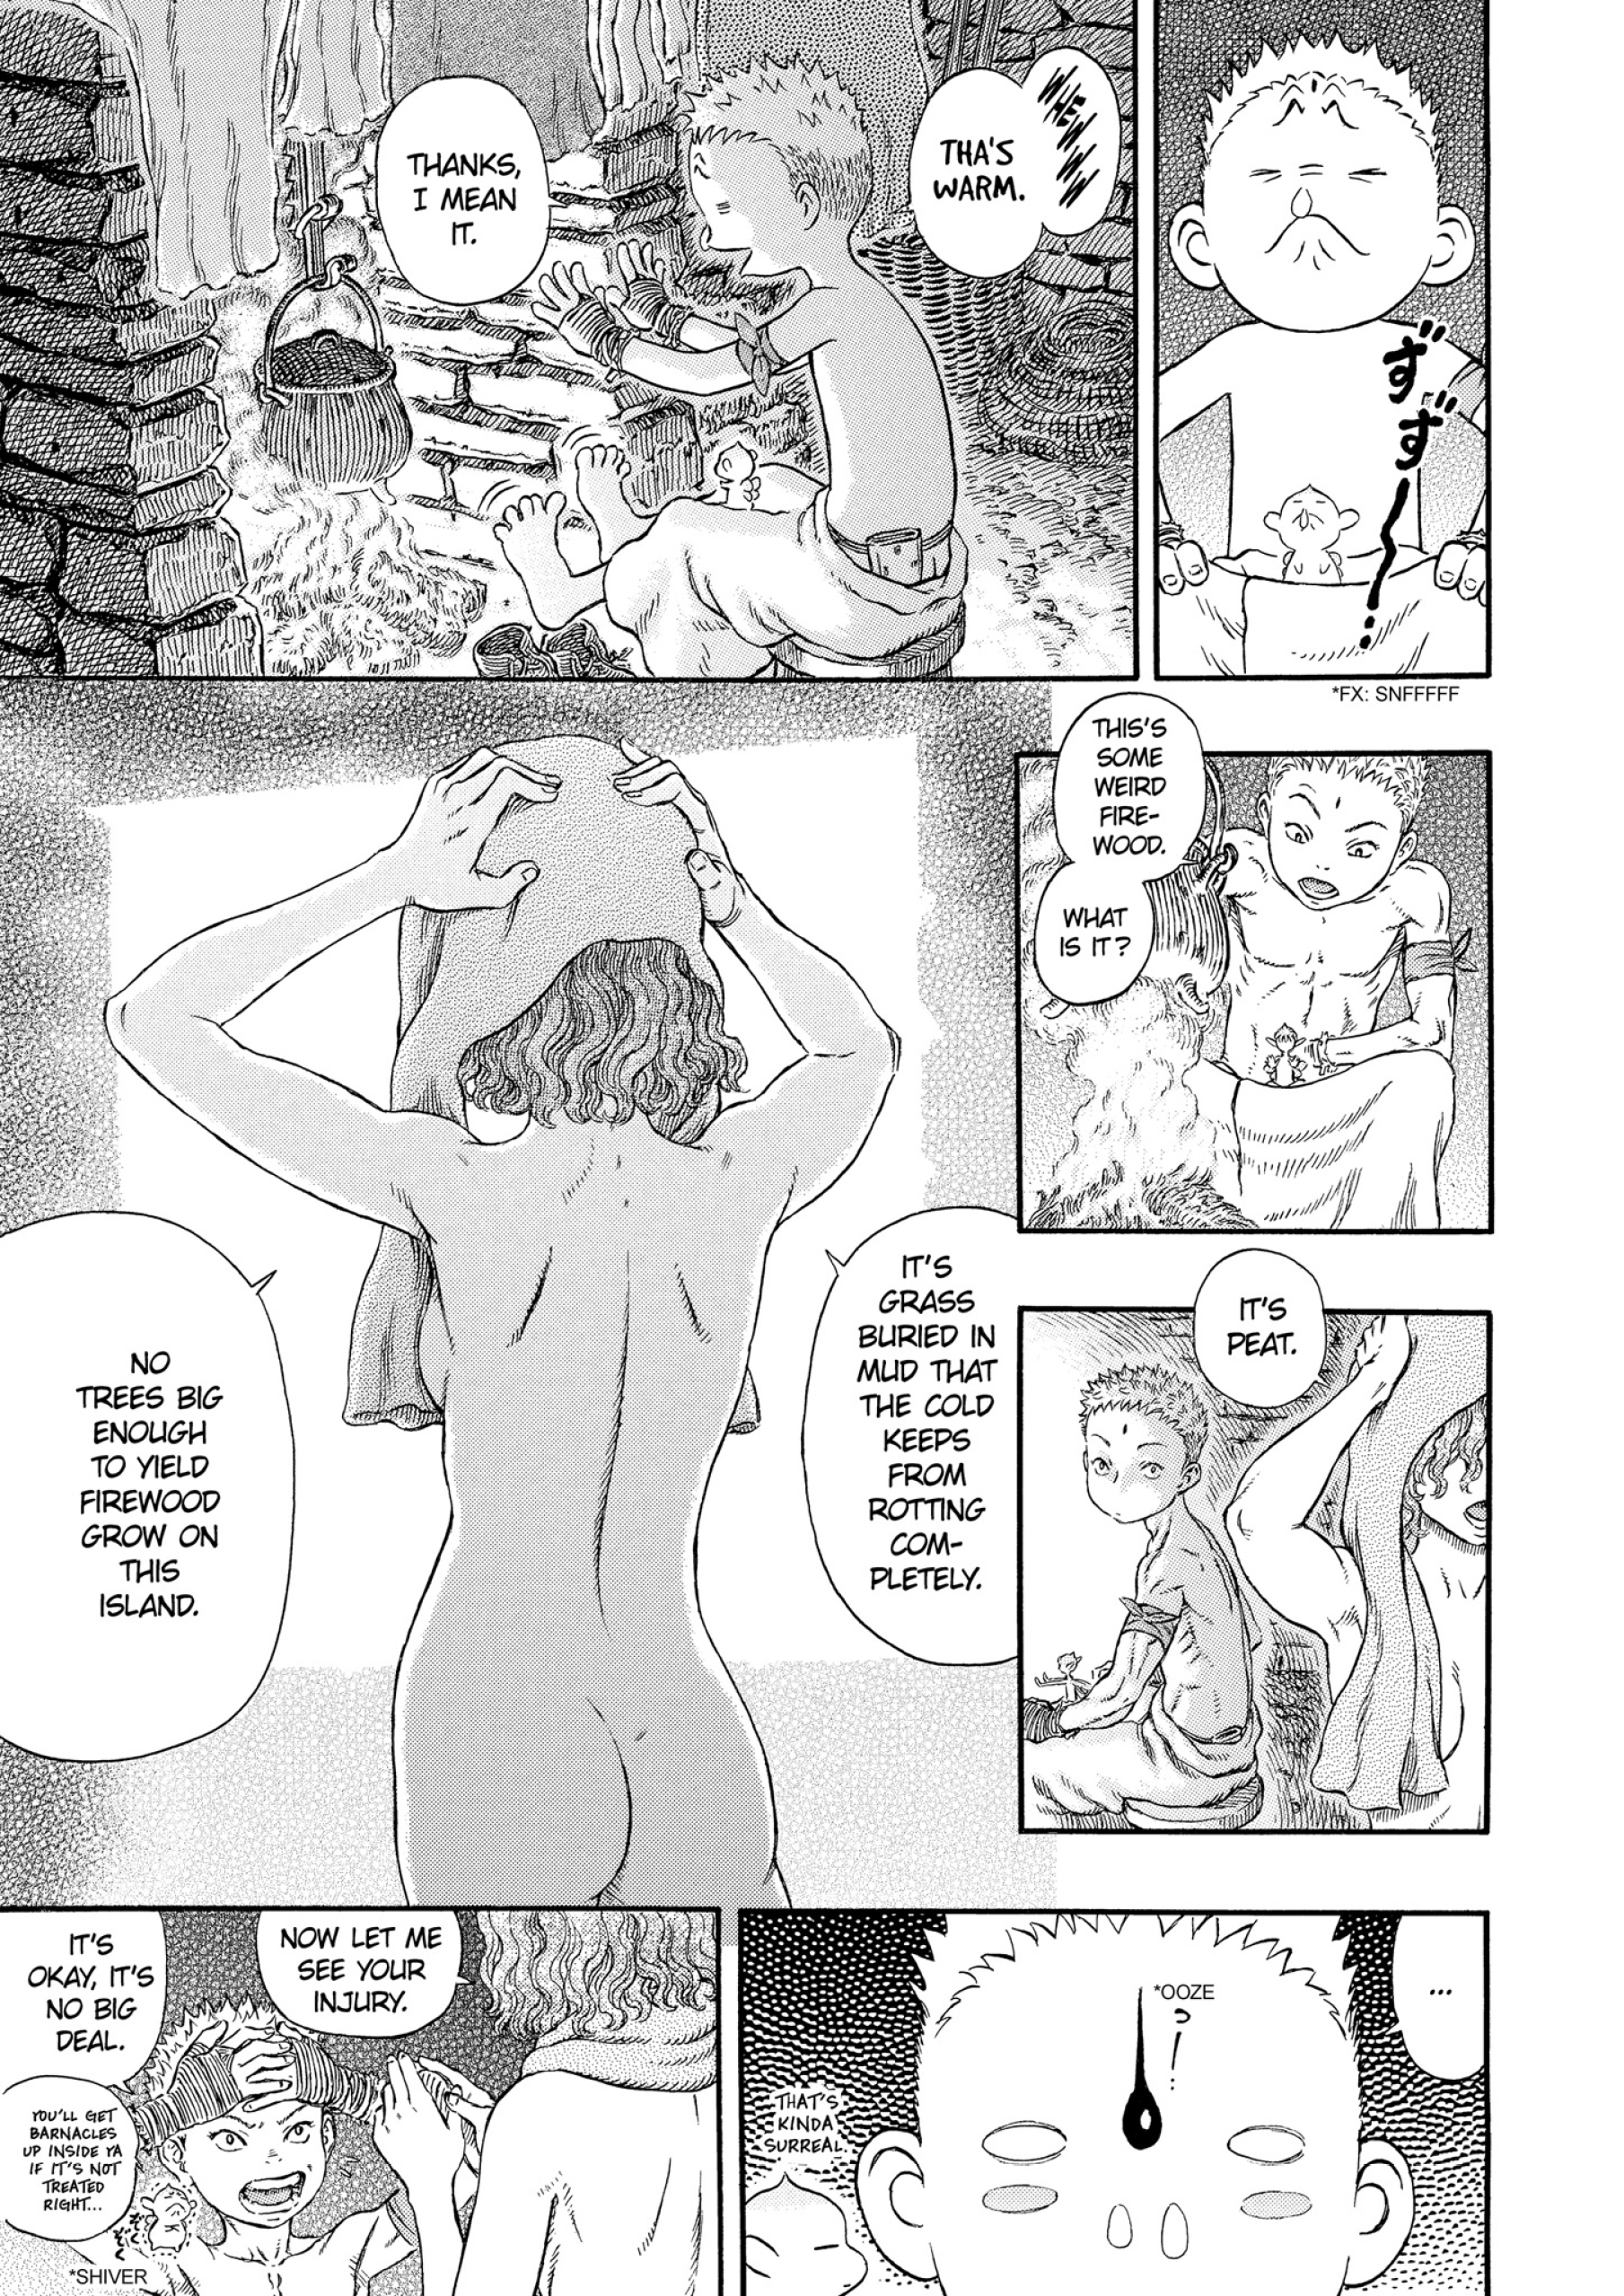 ずずーっ
*FX: SNFFFFF
WHEW
THA'S
WARM.
THANKS,
I MEAN
IT.
THIS'S
SOME
WEIRD
FIRE-
WOOD.
WHAT
IS IT?
IT'S
PEAT.
IT'S
GRASS
BURIED IN
MUD THAT
THE COLD
KEEPS
FROM
ROTTING
COM-
PLETELY.
NO
TREES BIG
ENOUGH
TO YIELD
FIREWOOD
GROW ON
THIS
ISLAND.
...
*OOZE
THAT'S
KINDA
SURREAL.
NOW LET ME
SEE YOUR
INJURY.
IT'S
OKAY, IT'S
NO BIG
DEAL.
YOU'LL GET
BARNACLES
UP INSIDE YA
IF IT'S NOT
TREATED
RIGHT...
*SHIVER